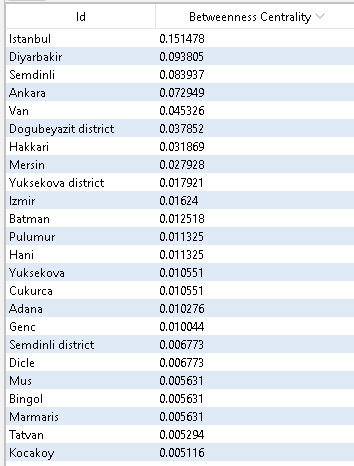 Id Betweenness Centrality
Istanbul 0.151478
Diyarbakir 0.093805
Semdinli 0.083937
Ankara 0.072949
Van 0.045326
Dogubeyazit district 0.037852
Hakkari 0.031869
Mersin 0.027928
Yuksekova district 0.017921
Izmir 0.01624
Batman 0.012518
Pulumur 0.011325
Hani 0.011325
Yuksekova 0.010551
Cukurca 0.010551
Adana 0.010276
Genc 0.010044
Semdinli district 0.006773
Dicle 0.006773
Mus 0.005631
Bingol 0.005631
Marmaris 0.005631
Tatvan 0.005294
Kocakoy 0.005116